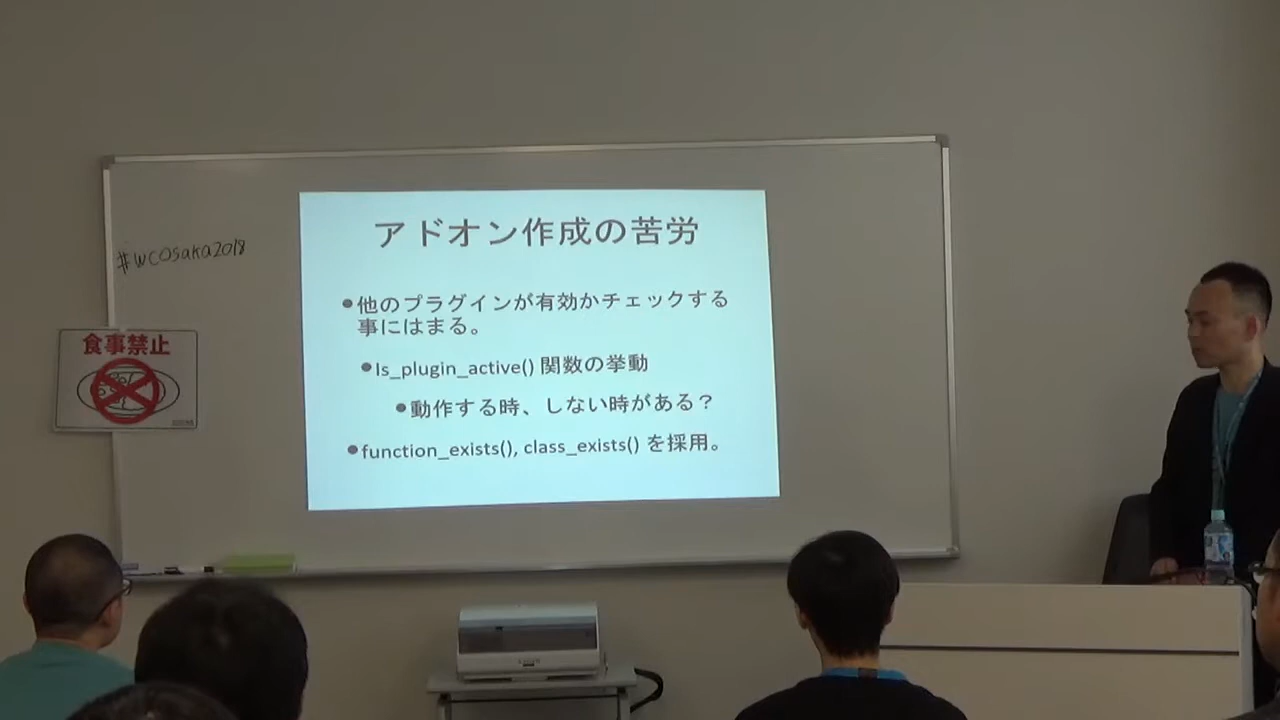 アドオン作成の苦労
#wcosaka2018
●他のプラグインが有効かチェックする
事にはまる。
食事禁止
●Is_plugin_active() 関数の挙動
●動作する時、しない時がある？
●function_exists(), class_exists() を採用。